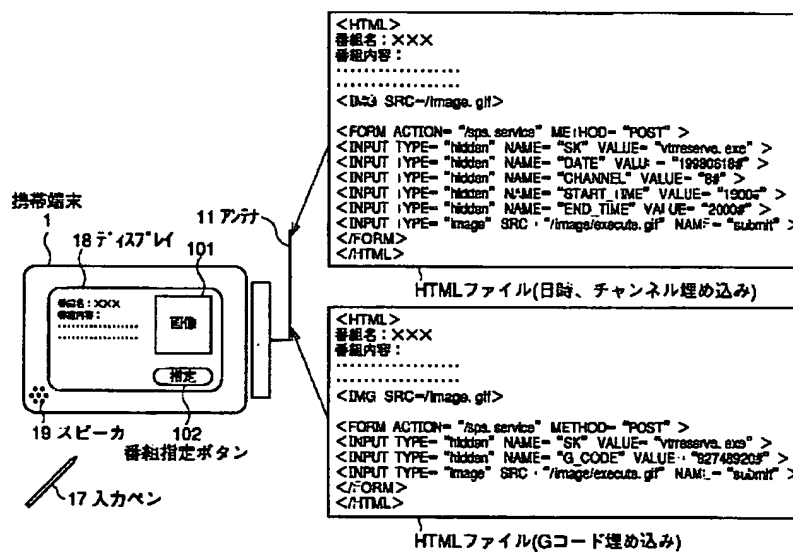 <HTML>
番組名：×××
番組内容：
......................
......................
<IMG SRC=/image.gif>
<FORM ACTION= "/sps.service" METHOD= "POST" >
<INPUT TYPE= "hidden" NAME= "SK" VALUE= "vtrreserve.exe" >
<INPUT TYPE= "hidden" NAME= "DATE" VALUE= "19980618#" >
<INPUT TYPE= "hidden" NAME= "CHANNEL" VALUE= "8#" >
<INPUT TYPE= "hidden" NAME= "START_TIME" VALUE= "1900#" >
<INPUT TYPE= "hidden" NAME= "END_TIME" VALUE= "2000#" >
<INPUT TYPE= "image" SRC= "/image/execute.gif" NAME= "submit" >
</FORM>
</HTML>
HTMLファイル(日時、チャンネル埋め込み)
携帯端末
1
18 ディスプレイ
101
11 アンテナ
番組名：×××
番組内容：
......................
......................
画像
指定
19 スピーカ
102
番組指定ボタン
17 入力ペン
<HTML>
番組名：×××
番組内容：
......................
......................
<IMG SRC=/image.gif>
<FORM ACTION= "/sps.service" METHOD= "POST" >
<INPUT TYPE= "hidden" NAME= "SK" VALUE= "vtrreserve.exe" >
<INPUT TYPE= "hidden" NAME= "G_CODE" VALUE= "82748920#" >
<INPUT TYPE= "image" SRC= "/image/execute.gif" NAME= "submit" >
</FORM>
</HTML>
HTMLファイル(Gコード埋め込み)